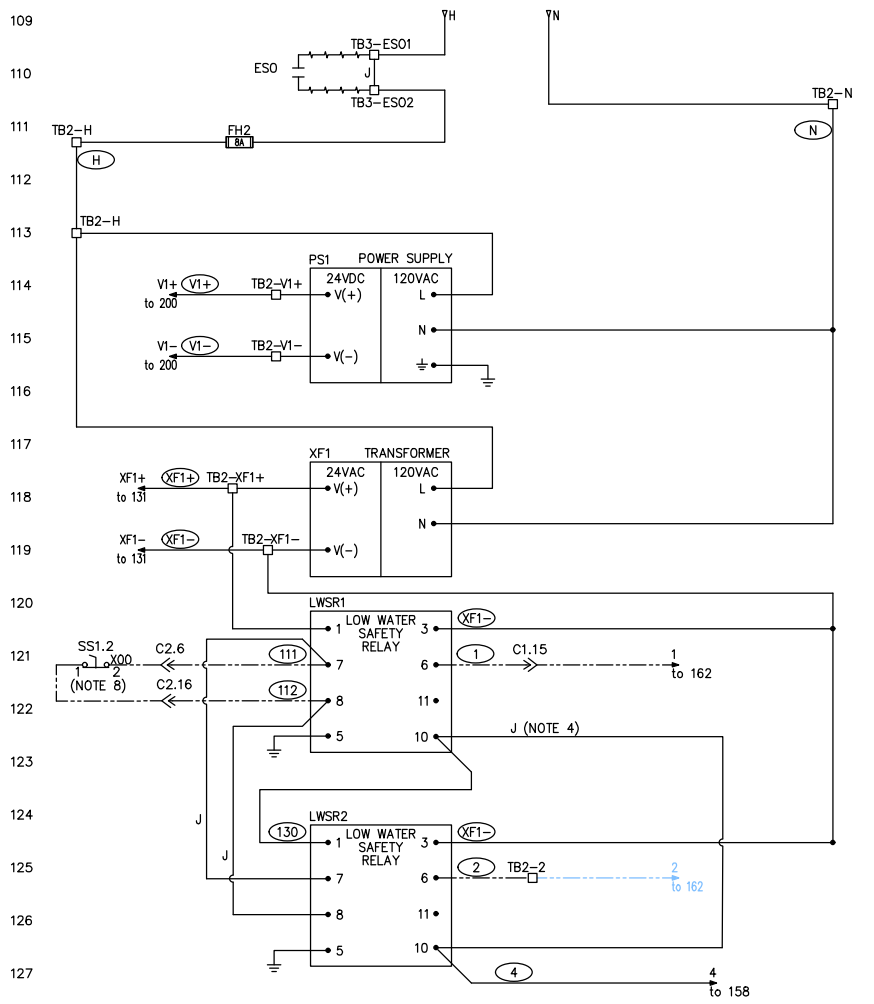 109
H
N
TB3-ESO1
ESO
J
110
TB3-ESO2
TB2-N
111
TB2-H
FH2
8A
N
H
112
TB2-H
113
PS1
POWER SUPPLY
24VDC
120VAC
114
V1+
V1+
TB2-V1+
V(+)
L
to 200
N
115
V1-
V1-
TB2-V1-
V(-)
to 200
116
117
XF1
TRANSFORMER
24VAC
120VAC
XF1+
XF1+
TB2-XF1+
V(+)
L
118
to 131
N
XF1-
XF1-
TB2-XF1-
119
V(-)
to 131
120
LWSR1
LOW WATER
SAFETY
RELAY
1
3
XF1-
121
SS1.2
X00
C2.6
111
7
6
1
C1.15
1
to 162
1
2
(NOTE 8)
C2.16
112
8
11
122
5
10
J (NOTE 4)
123
124
LWSR2
J
130
LOW WATER
SAFETY
RELAY
1
3
XF1-
J
125
7
6
2
TB2-2
2
to 162
8
11
126
5
10
127
4
4
to 158